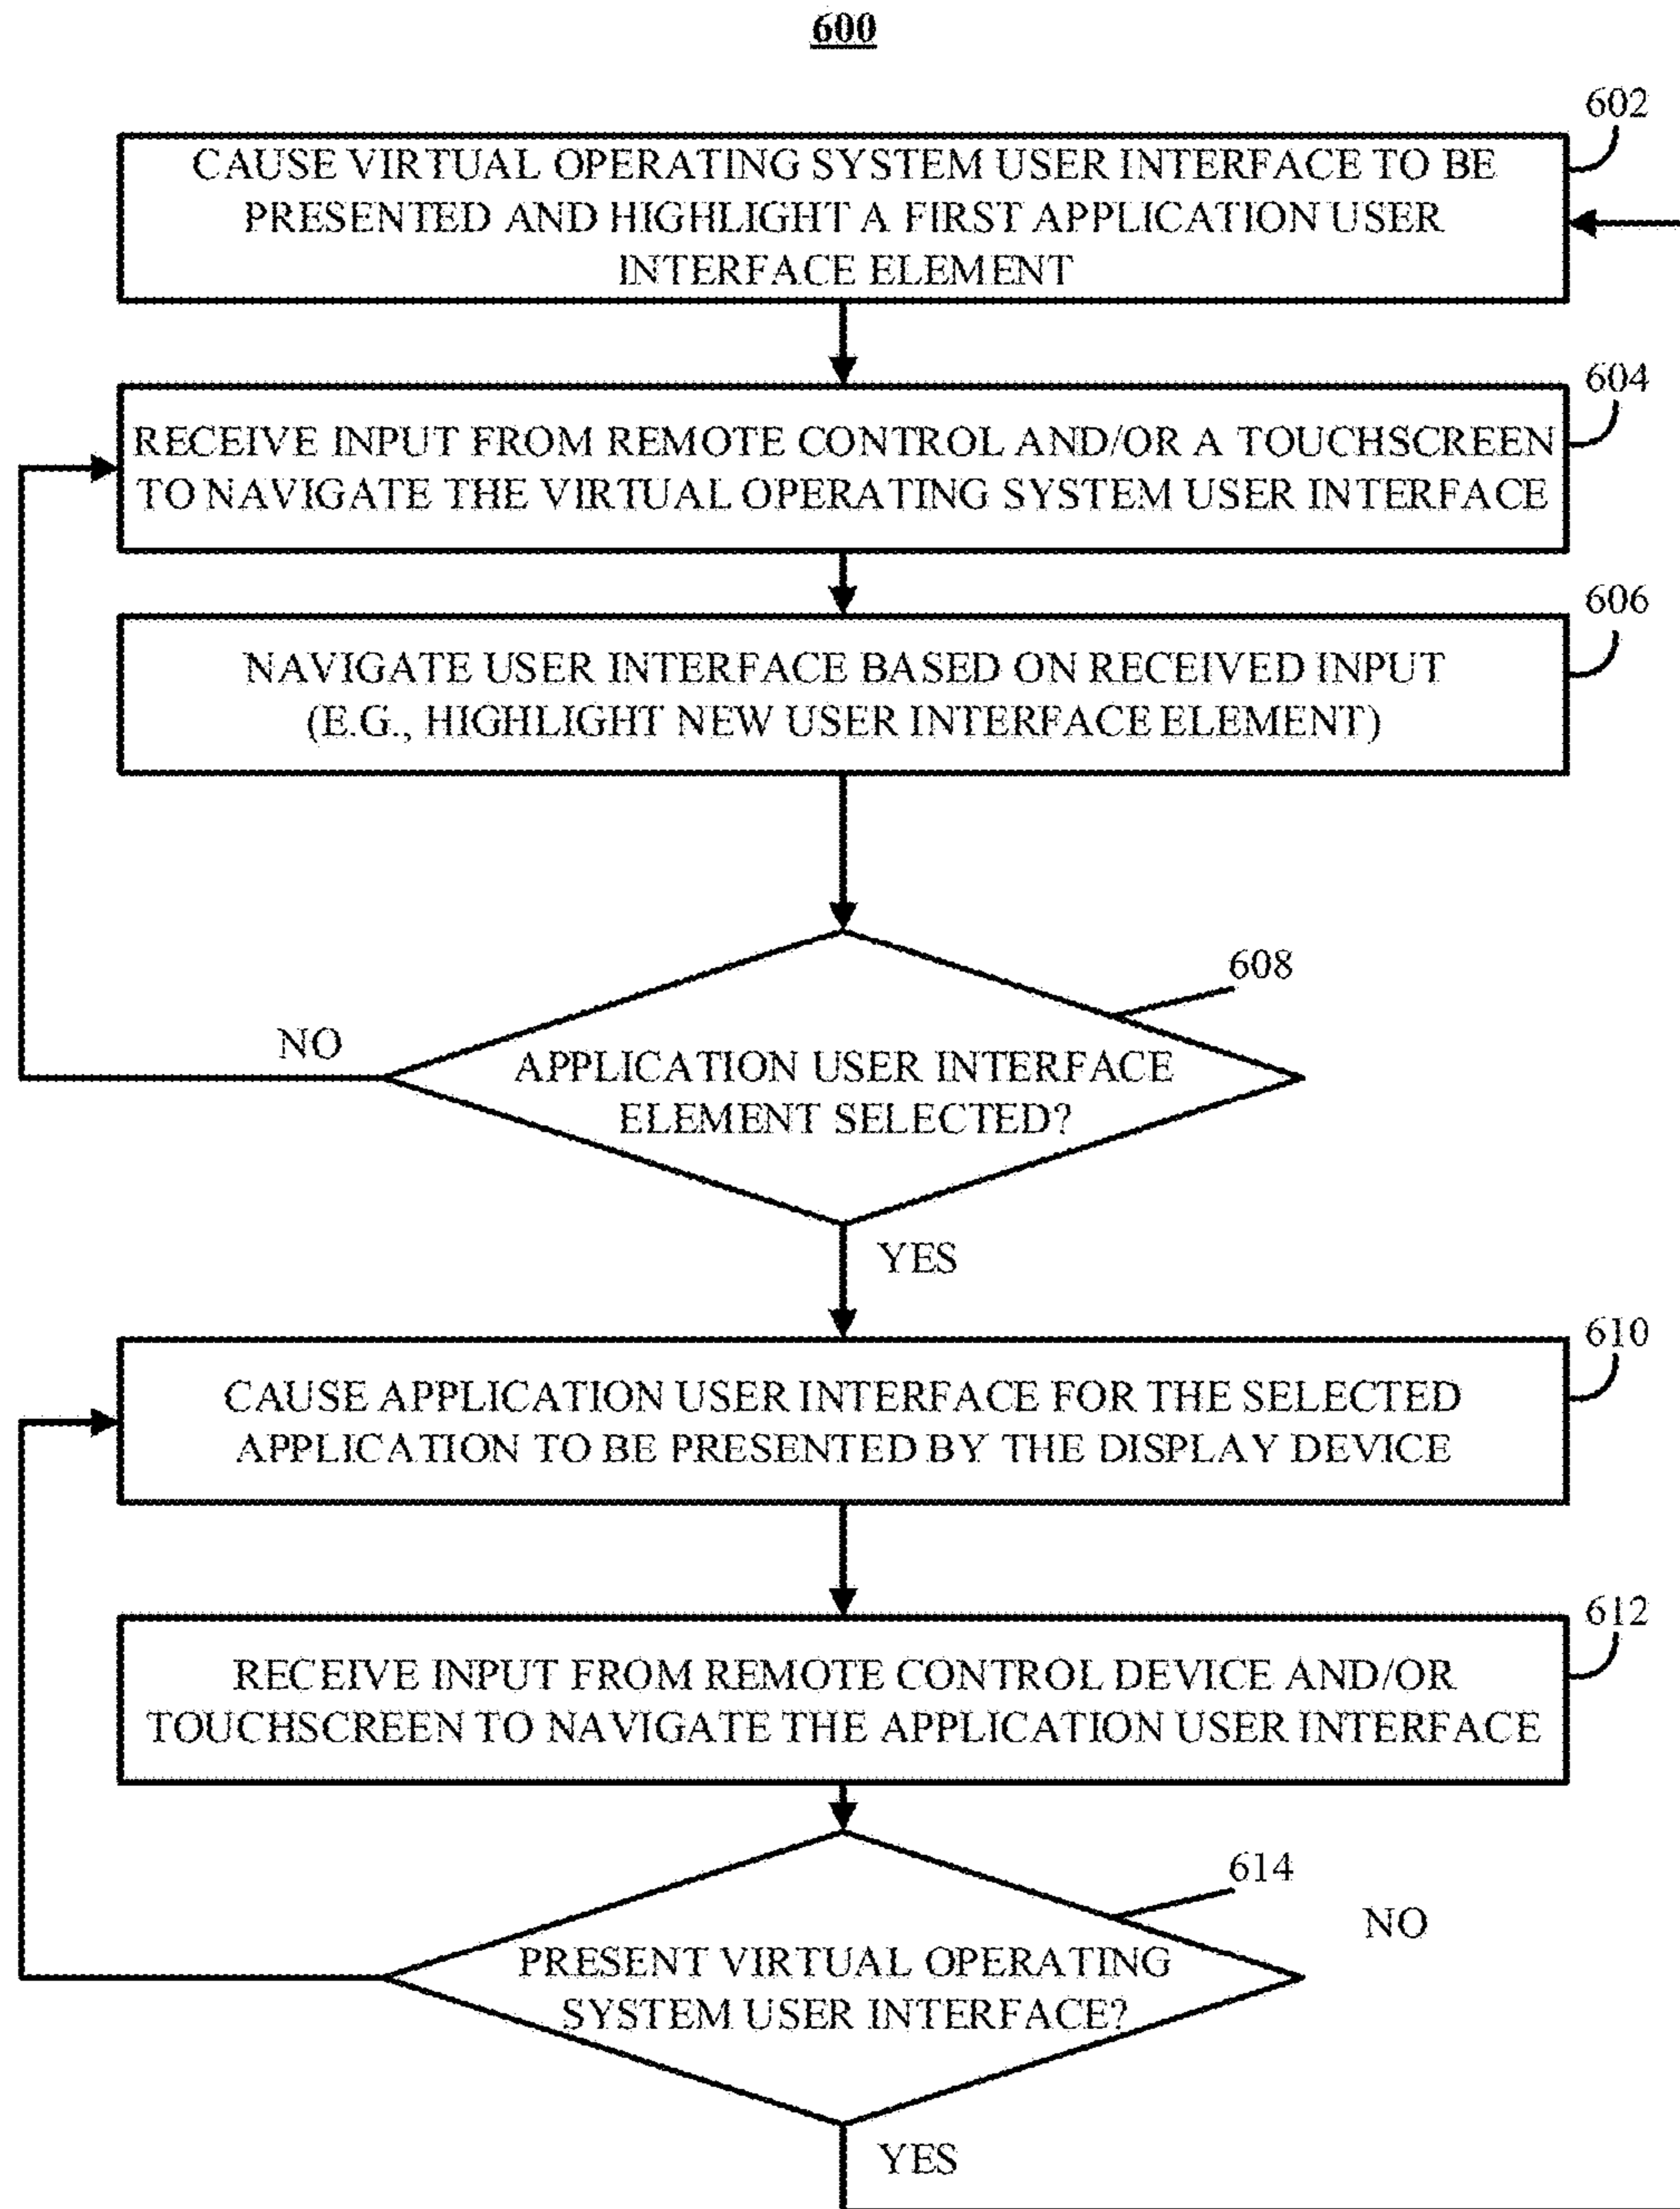 600
602
CAUSE VIRTUAL OPERATING SYSTEM USER INTERFACE TO BE
PRESENTED AND HIGHLIGHT A FIRST APPLICATION USER
INTERFACE ELEMENT
604
RECEIVE INPUT FROM REMOTE CONTROL AND/OR A TOUCHSCREEN
TO NAVIGATE THE VIRTUAL OPERATING SYSTEM USER INTERFACE
606
NAVIGATE USER INTERFACE BASED ON RECEIVED INPUT
(E.G., HIGHLIGHT NEW USER INTERFACE ELEMENT)
608
NO
APPLICATION USER INTERFACE
ELEMENT SELECTED?
YES
610
CAUSE APPLICATION USER INTERFACE FOR THE SELECTED
APPLICATION TO BE PRESENTED BY THE DISPLAY DEVICE
612
RECEIVE INPUT FROM REMOTE CONTROL DEVICE AND/OR
TOUCHSCREEN TO NAVIGATE THE APPLICATION USER INTERFACE
614
NO
PRESENT VIRTUAL OPERATING
SYSTEM USER INTERFACE?
YES